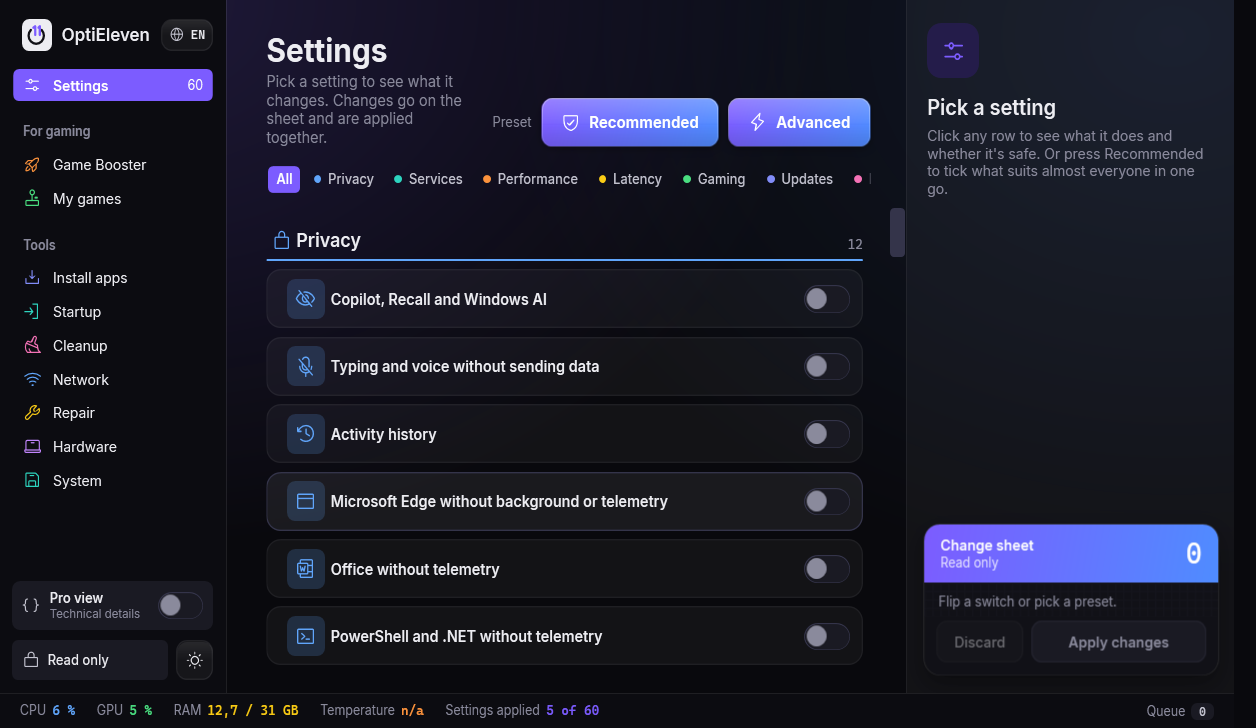 OptiEleven
EN
Settings 60
For gaming
Game Booster
My games
Tools
Install apps
Startup
Cleanup
Network
Repair
Hardware
System
Pro view
Technical details
Read only
Settings
Pick a setting to see what it
changes. Changes go on the
sheet and are applied
together.
Preset
Recommended
Advanced
All
Privacy
Services
Performance
Latency
Gaming
Updates
Privacy
12
Copilot, Recall and Windows AI
Typing and voice without sending data
Activity history
Microsoft Edge without background or telemetry
Office without telemetry
PowerShell and .NET without telemetry
Pick a setting
Click any row to see what it does and
whether it's safe. Or press Recommended
to tick what suits almost everyone in one
go.
Change sheet
Read only
0
Flip a switch or pick a preset.
Discard
Apply changes
CPU 6 % GPU 5 % RAM 12,7 / 31 GB Temperature n/a Settings applied 5 of 60 Queue 0